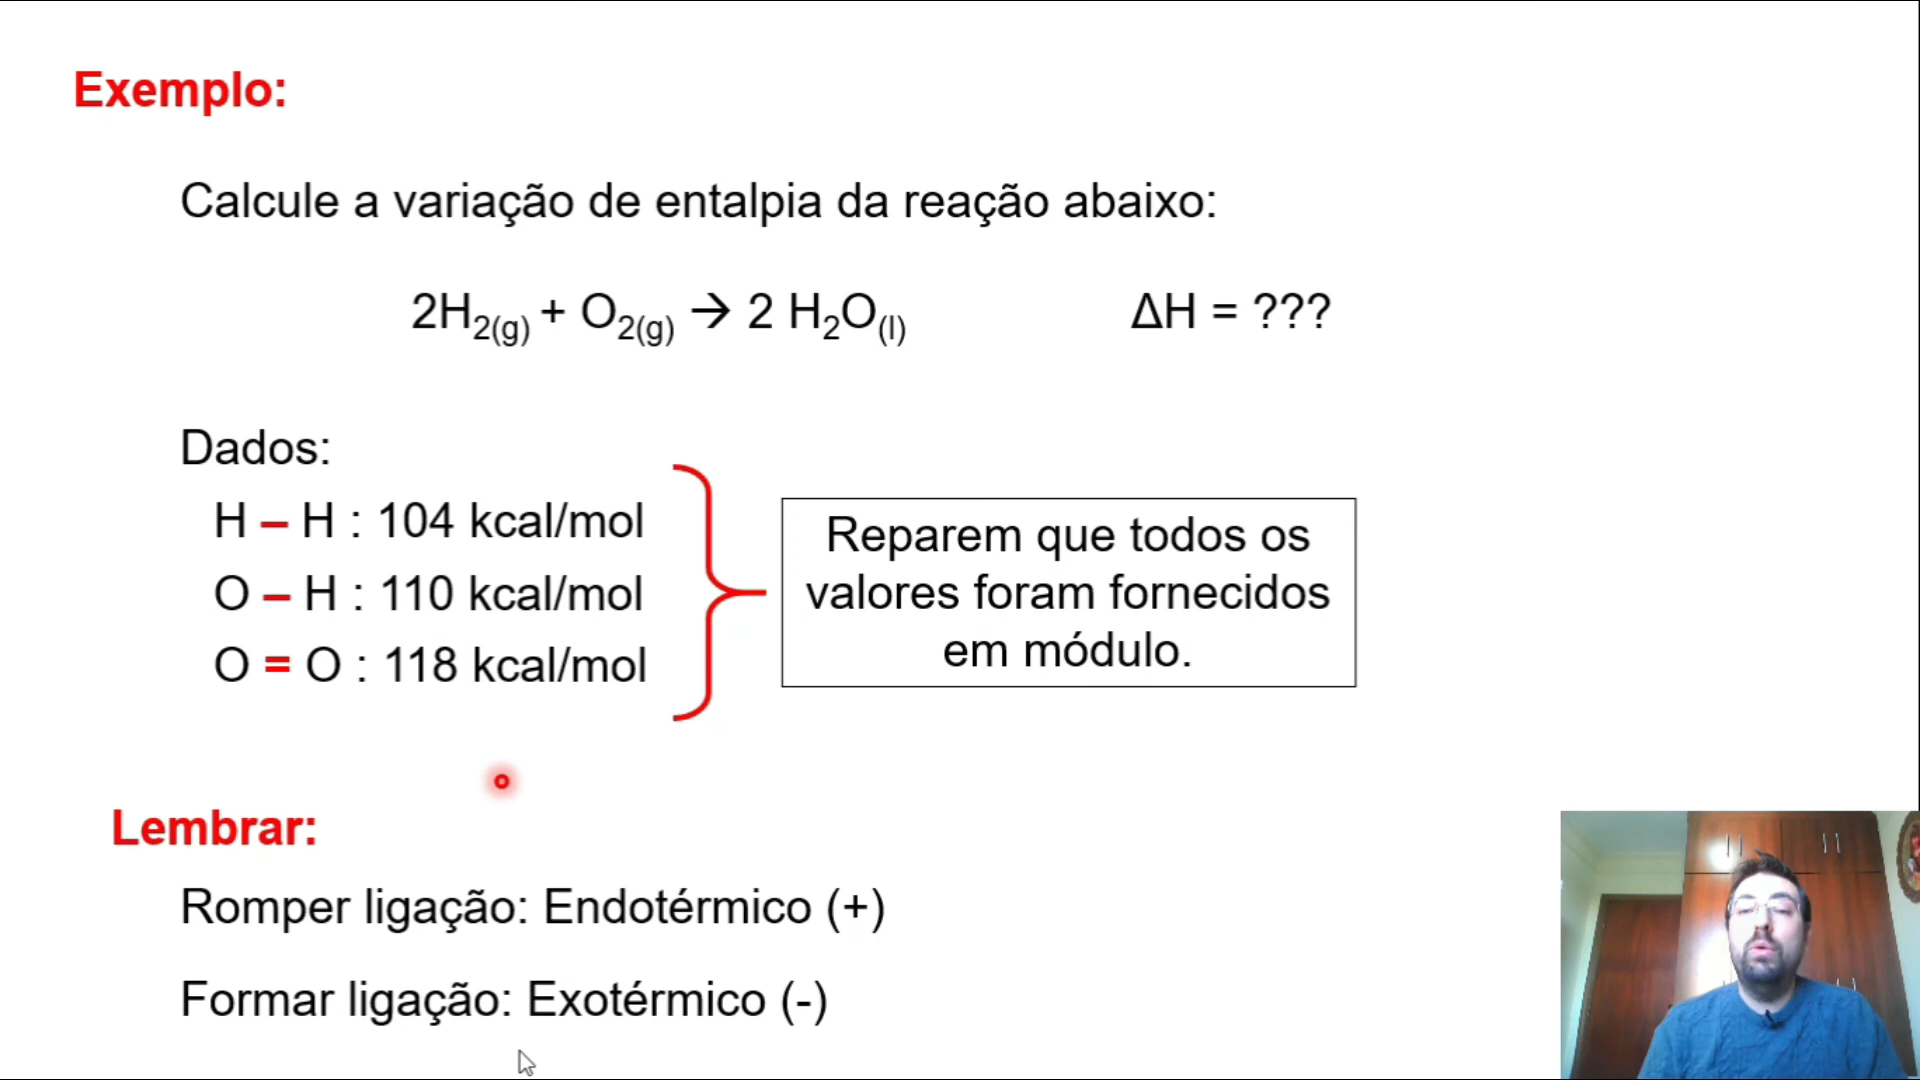 Exemplo:
Calcule a variação de entalpia da reação abaixo:
2H₂(g) + O₂(g) → 2 H₂O(l) ΔH = ???
Dados:
H – H : 104 kcal/mol
O – H : 110 kcal/mol
O = O : 118 kcal/mol
Reparem que todos os
valores foram fornecidos
em módulo.
Lembrar:
Romper ligação: Endotérmico (+)
Formar ligação: Exotérmico (-)